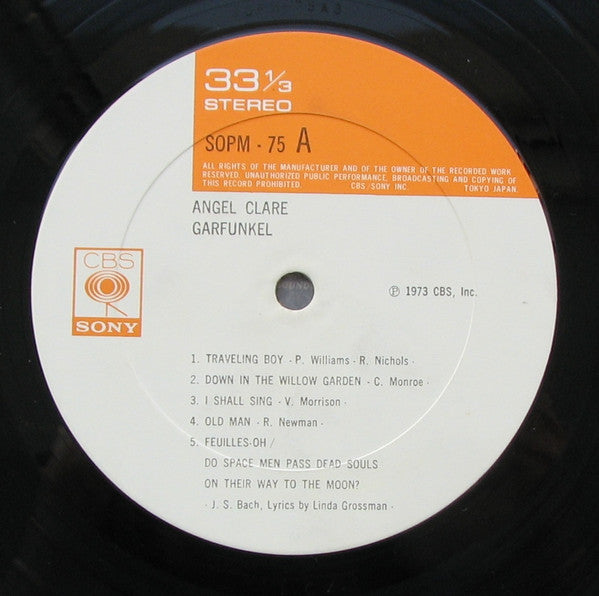 33 1/3
STEREO
SOPM - 75 A
ALL RIGHTS OF THE MANUFACTURER AND OF THE OWNER OF THE RECORDED WORK
RESERVED. UNAUTHORIZED PUBLIC PERFORMANCE, BROADCASTING AND COPYING OF
THIS RECORD PROHIBITED. CBS/SONY INC. TOKYO JAPAN.
ANGEL CLARE
GARFUNKEL
CBS
SONY
℗ 1973 CBS, Inc.
1. TRAVELING BOY - P. Williams - R. Nichols -
2. DOWN IN THE WILLOW GARDEN - C. Monroe -
3. I SHALL SING - V. Morrison -
4. OLD MAN - R. Newman -
5. FEUILLES-OH /
DO SPACE MEN PASS DEAD SOULS
ON THEIR WAY TO THE MOON?
- J. S. Bach, Lyrics by Linda Grossman -